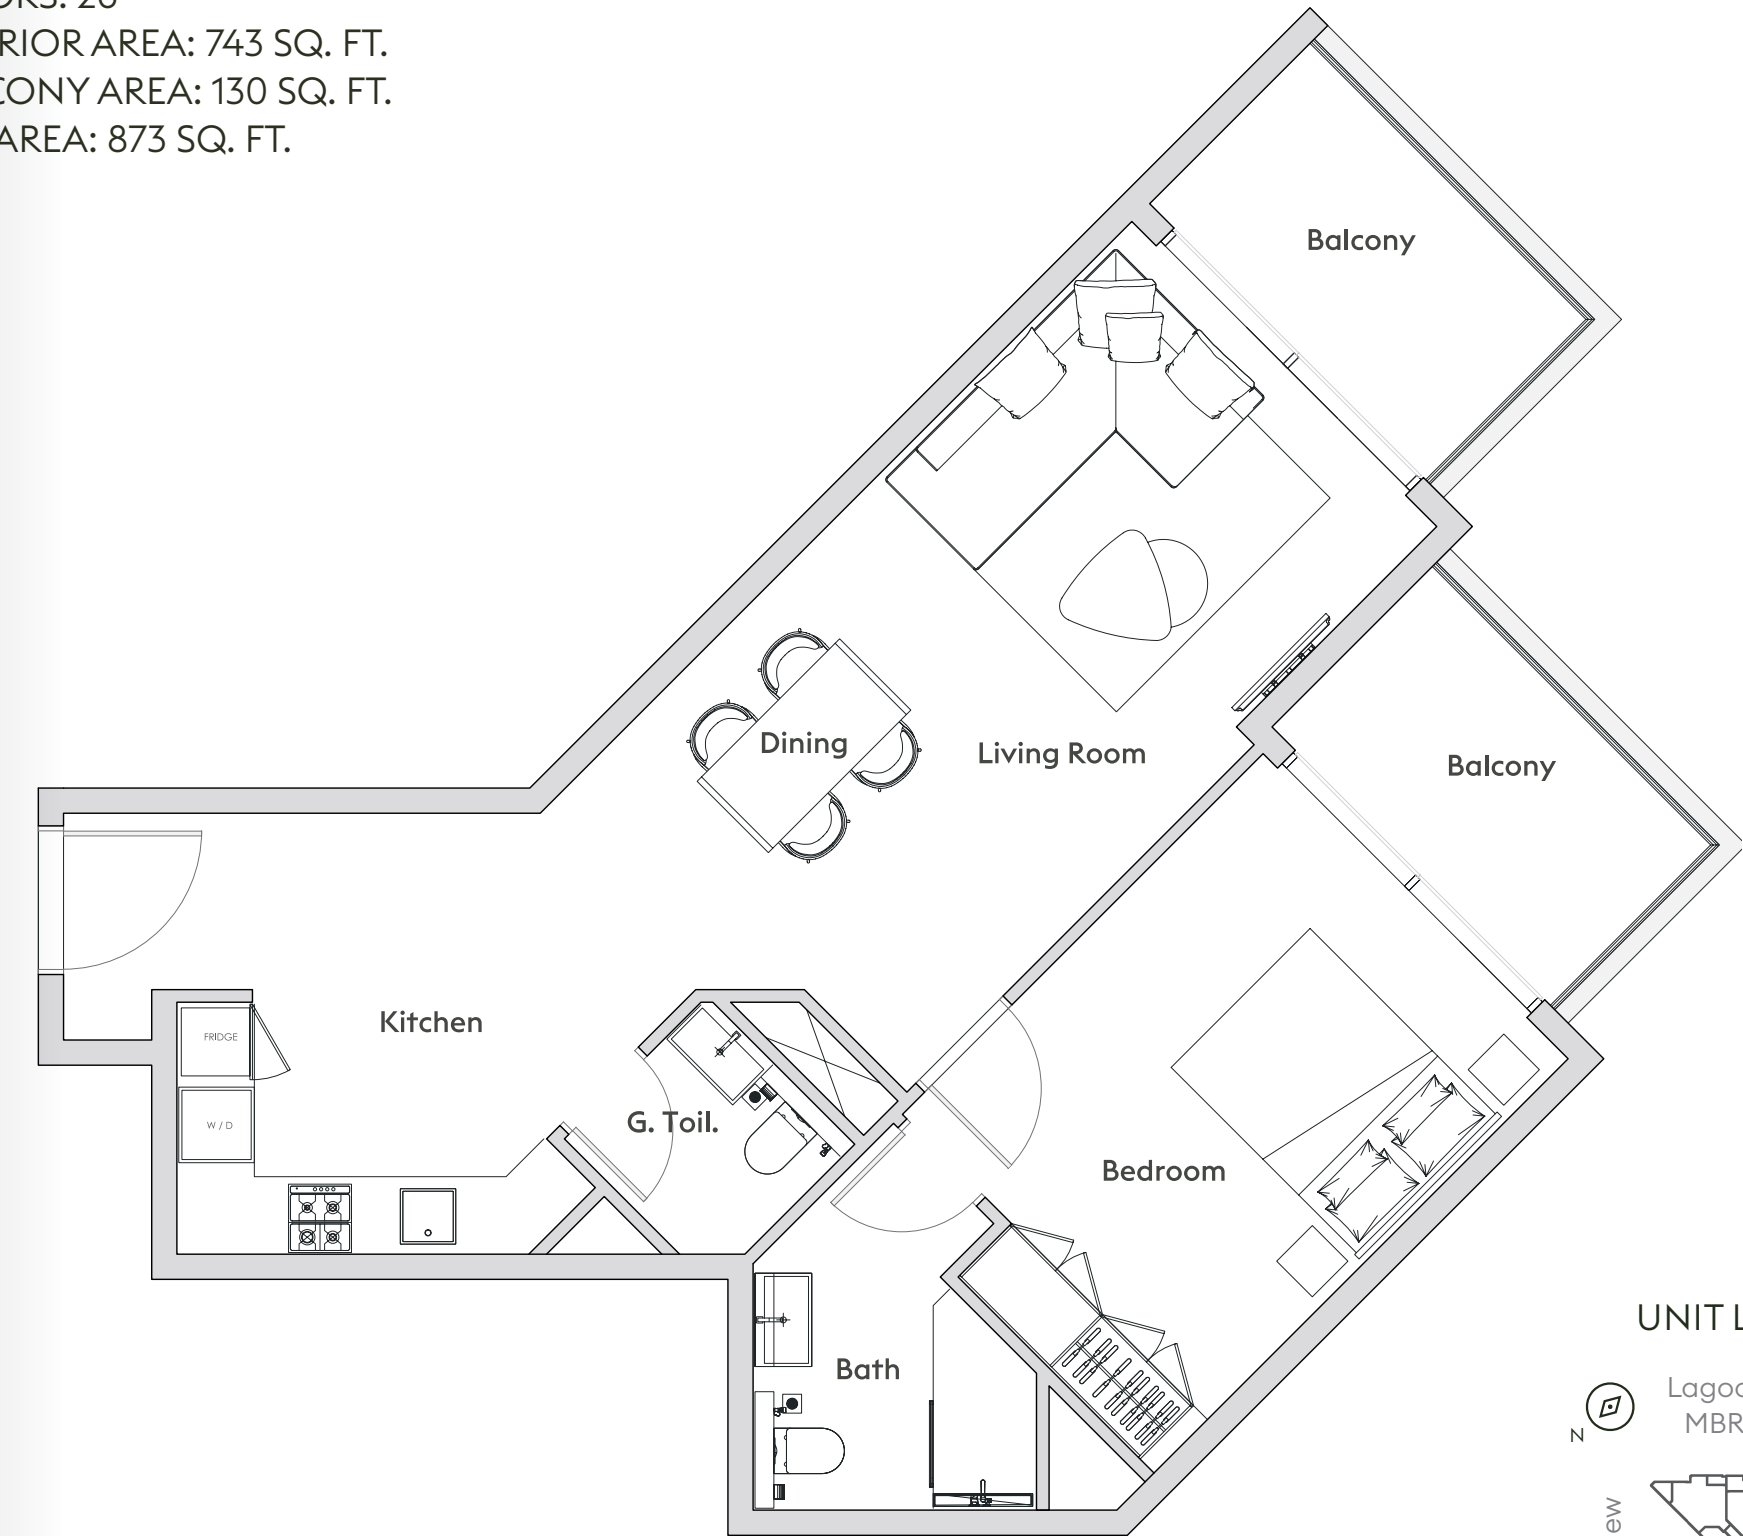 RIOR AREA: 743 SQ. FT.
CONY AREA: 130 SQ. FT.
AREA: 873 SQ. FT.
Balcony
Balcony
Dining
Living Room
Kitchen
FRIDGE
W / D
G. Toil.
Bedroom
Bath
UNIT L
Lagoo
MBR
N
ew